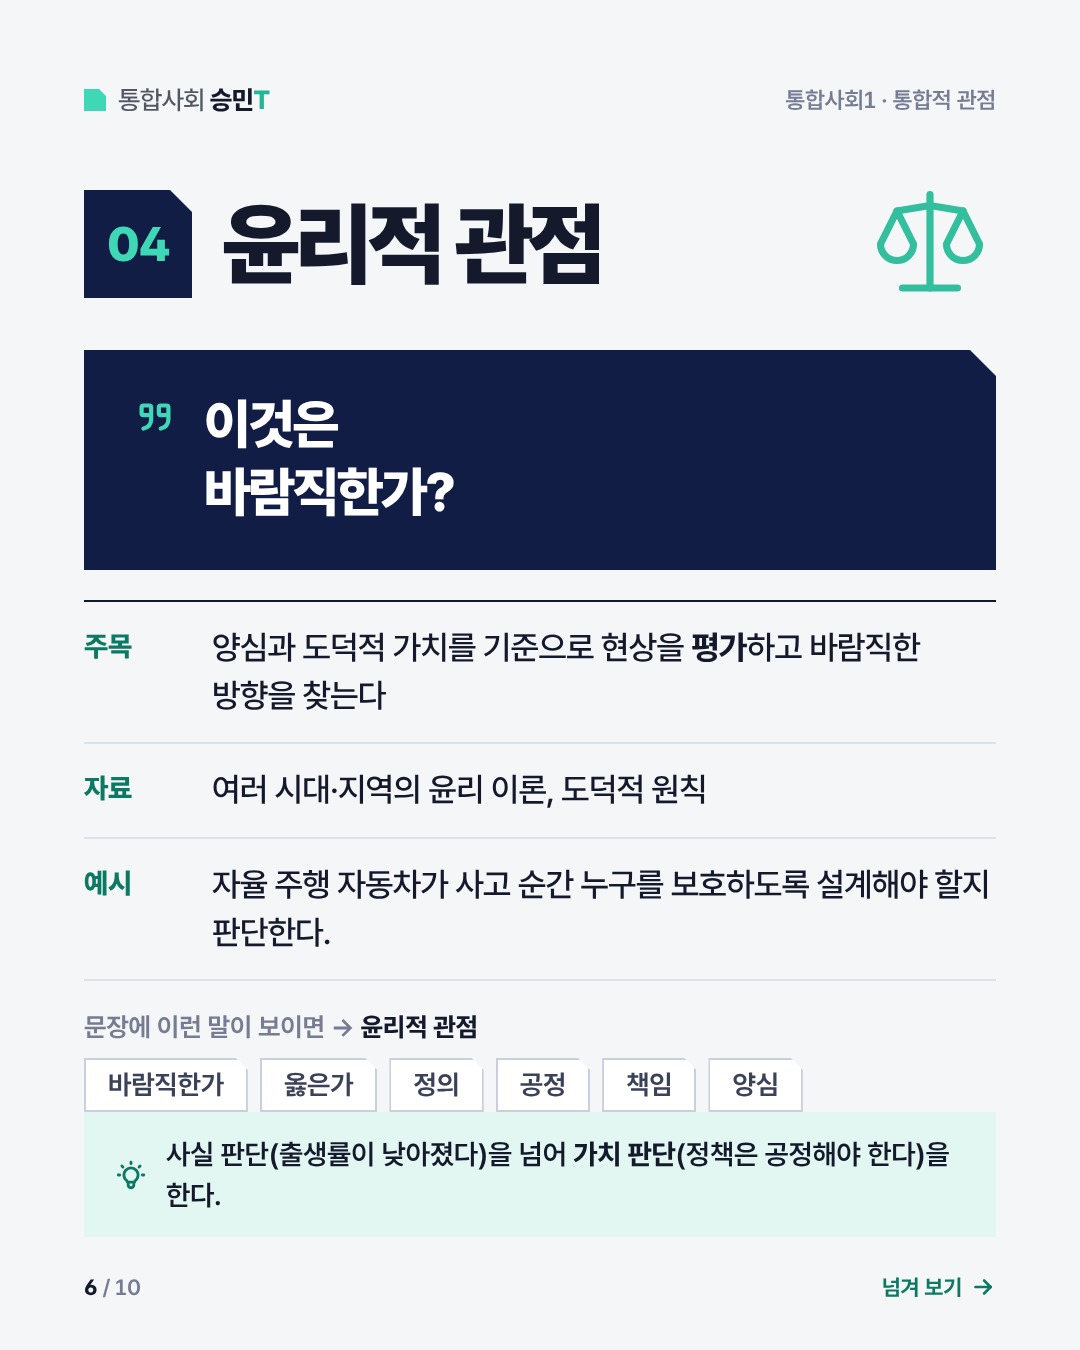 통합사회 승민T
통합사회1 · 통합적 관점
04 윤리적 관점
이것은
바람직한가?
주목 양심과 도덕적 가치를 기준으로 현상을 평가하고 바람직한
방향을 찾는다
자료 여러 시대·지역의 윤리 이론, 도덕적 원칙
예시 자율 주행 자동차가 사고 순간 누구를 보호하도록 설계해야 할지
판단한다.
문장에 이런 말이 보이면 → 윤리적 관점
바람직한가 옳은가 정의 공정 책임 양심
사실 판단(출생률이 낮아졌다)을 넘어 가치 판단(정책은 공정해야 한다)을
한다.
6 / 10
넘겨 보기 →